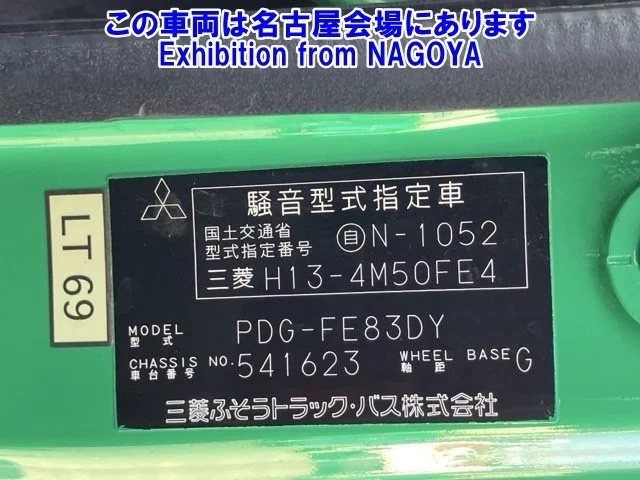 この車両は名古屋会場にあります
Exhibition from NAGOYA
LT 69
騒音型式指定車
国土交通省
型式指定番号
自N-1052
三菱 H13-4M50FE4
MODEL
型式
PDG-FE83DY
CHASSIS NO.
車台番号
541623
WHEEL BASE
軸距
G
三菱ふそうトラック・バス株式会社